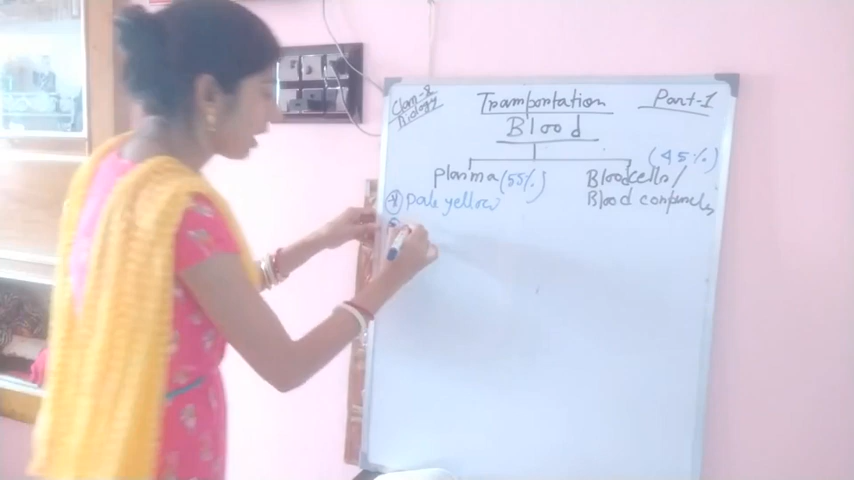 Class-8
Biology
Transportation
Part-1
Blood
Plasma (55%)
Blood cells/ (45%)
Blood corpuscles
Pale yellow